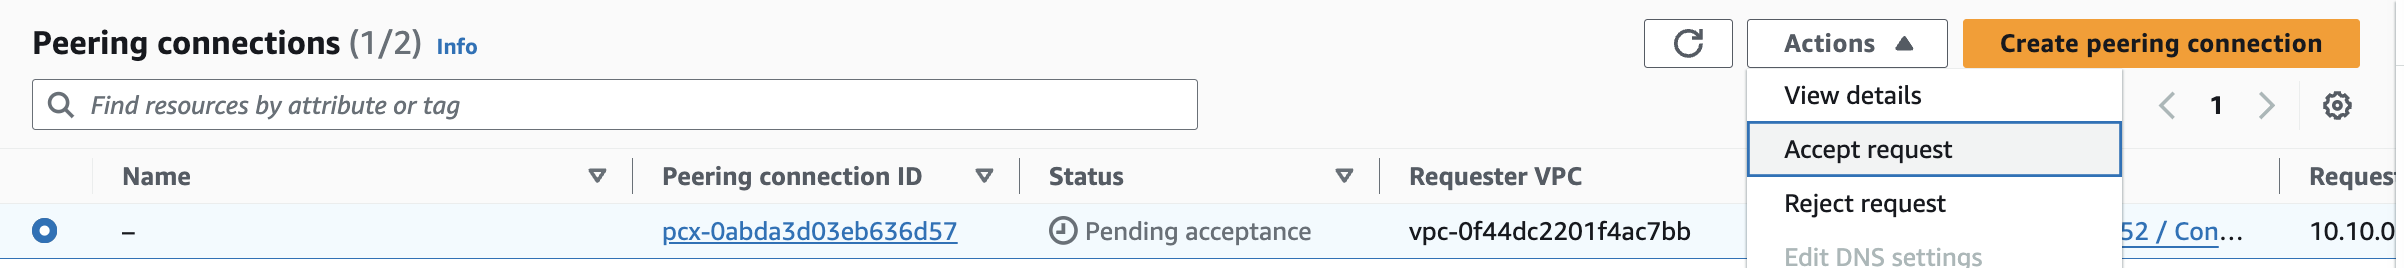 Peering connections (1/2) Info
Actions
Create peering connection
Find resources by attribute or tag
View details
1
Accept request
Name
Peering connection ID
Status
Requester VPC
Reques
Reject request
–
pcx-0abda3d03eb636d57
Pending acceptance
vpc-0f44dc2201f4ac7bb
52 / Con...
10.10.0
Edit DNS settings